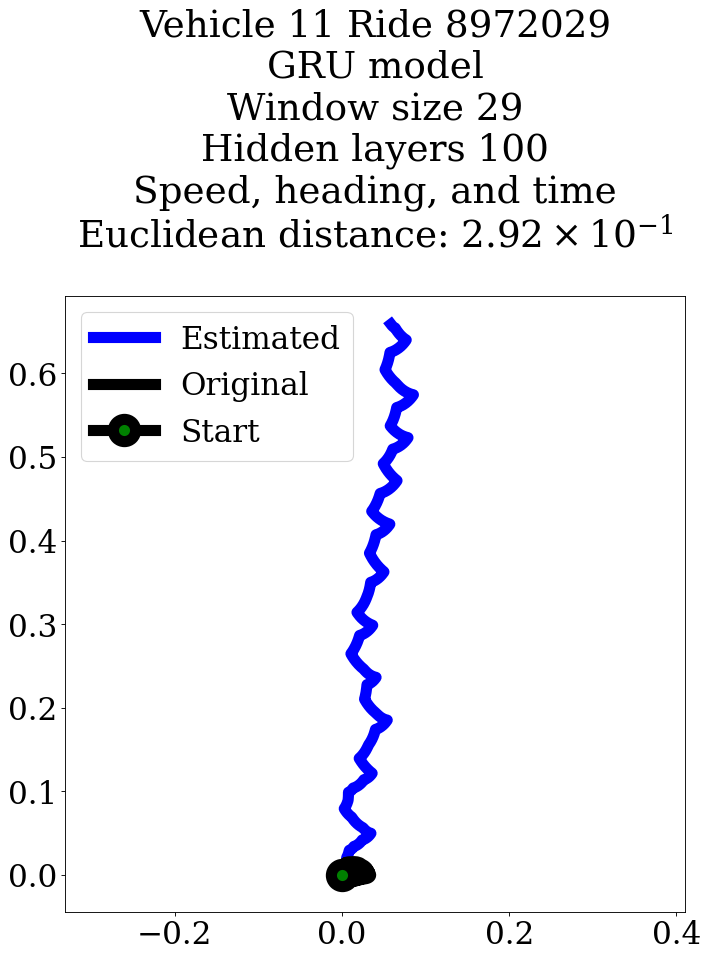 Vehicle 11 Ride 8972029
GRU model
Window size 29
Hidden layers 100
Speed, heading, and time
Euclidean distance: 2.92 × 10⁻¹
Estimated
Original
Start
0.6
0.5
0.4
0.3
0.2
0.1
0.0
−0.2 0.0 0.2 0.4